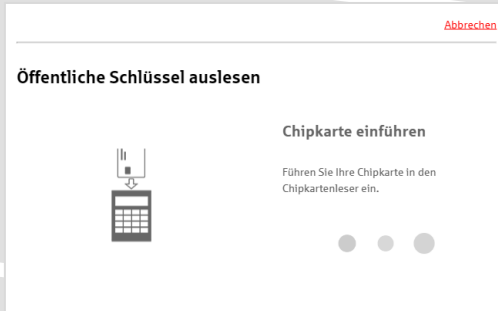 Abbrechen
Öffentliche Schlüssel auslesen
Chipkarte einführen
Führen Sie Ihre Chipkarte in den
Chipkartenleser ein.